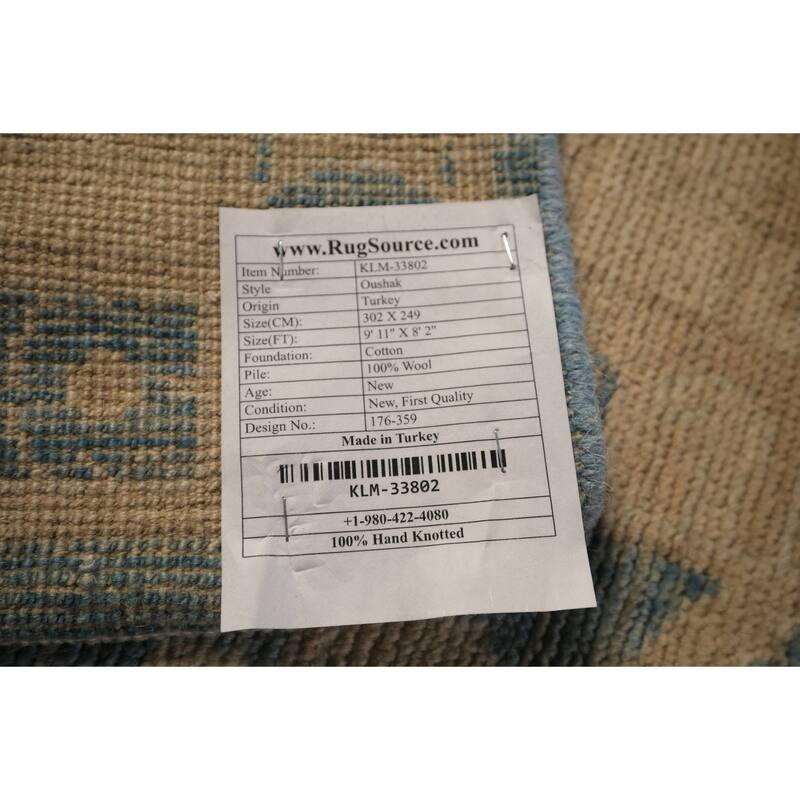 www.RugSource.com
Item Number: KLM-33802
Style Oushak
Origin Turkey
Size(CM): 302 X 249
Size(FT): 9' 11" X 8' 2"
Foundation: Cotton
Pile: 100% Wool
Age: New
Condition: New, First Quality
Design No.: 176-359
Made in Turkey
KLM-33802
+1-980-422-4080
100% Hand Knotted